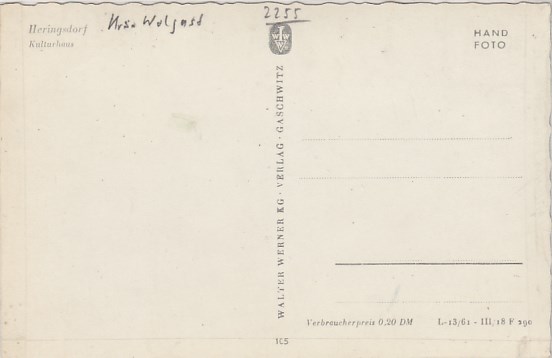 Heringsdorf
Kulturhaus
Krs. Wolgast
2255
HAND
FOTO
WALTER WERNER KG · VERLAG · GASCHWITZ
Verbraucherpreis 0,20 DM
L-13/61 - III/18 F 290
105